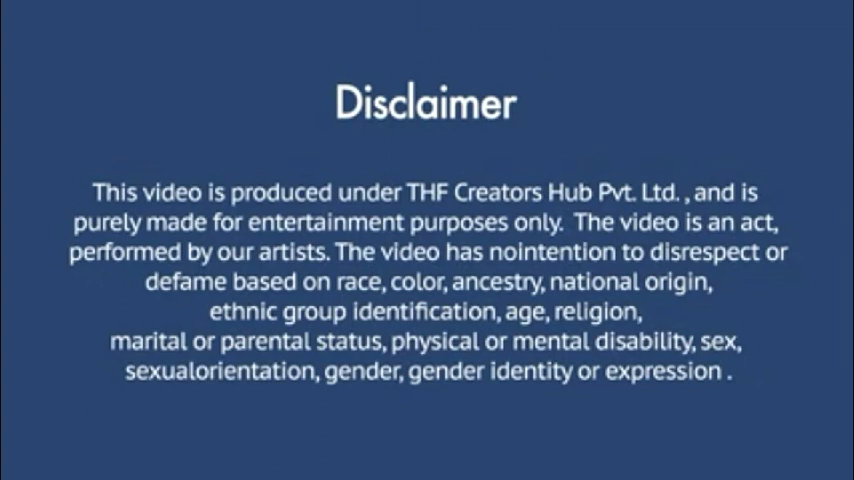 Disclaimer
This video is produced under THF Creators Hub Pvt. Ltd. , and is
purely made for entertainment purposes only. The video is an act,
performed by our artists. The video has nointention to disrespect or
defame based on race, color, ancestry, national origin,
ethnic group identification, age, religion,
marital or parental status, physical or mental disability, sex,
sexualorientation, gender, gender identity or expression .